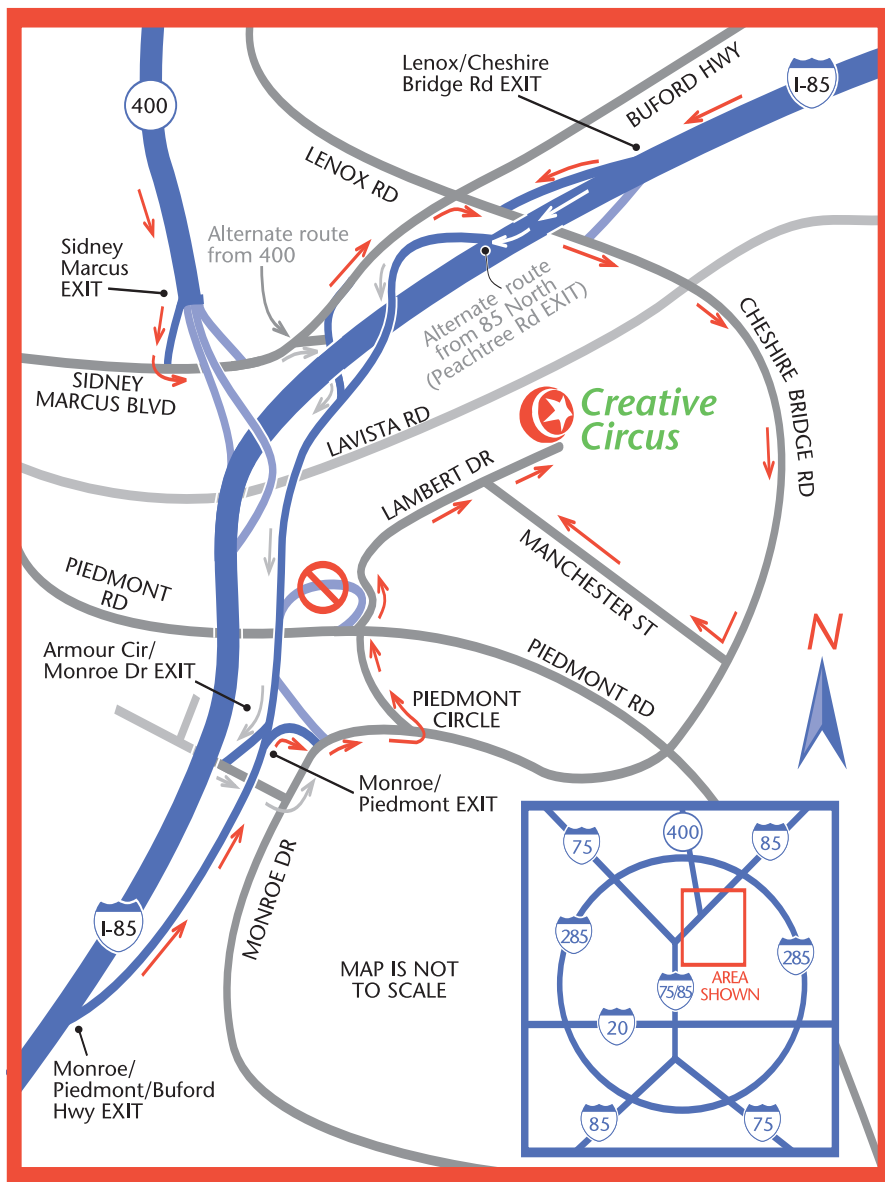 400
Lenox/Cheshire
Bridge Rd EXIT
I-85
BUFORD HWY
LENOX RD
Sidney
Marcus
EXIT
Alternate route
from 400
Alternate route
from 85 North
(Peachtree Rd EXIT)
SIDNEY
MARCUS BLVD
CHESHIRE BRIDGE RD
LAVISTA RD
Creative
Circus
LAMBERT DR
MANCHESTER ST
PIEDMONT
RD
Armour Cir/
Monroe Dr EXIT
PIEDMONT RD
PIEDMONT
CIRCLE
N
Monroe/
Piedmont EXIT
MONROE DR
I-85
MAP IS NOT
TO SCALE
Monroe/
Piedmont/Buford
Hwy EXIT
75
400
85
285
285
75/85
AREA
SHOWN
20
85
75